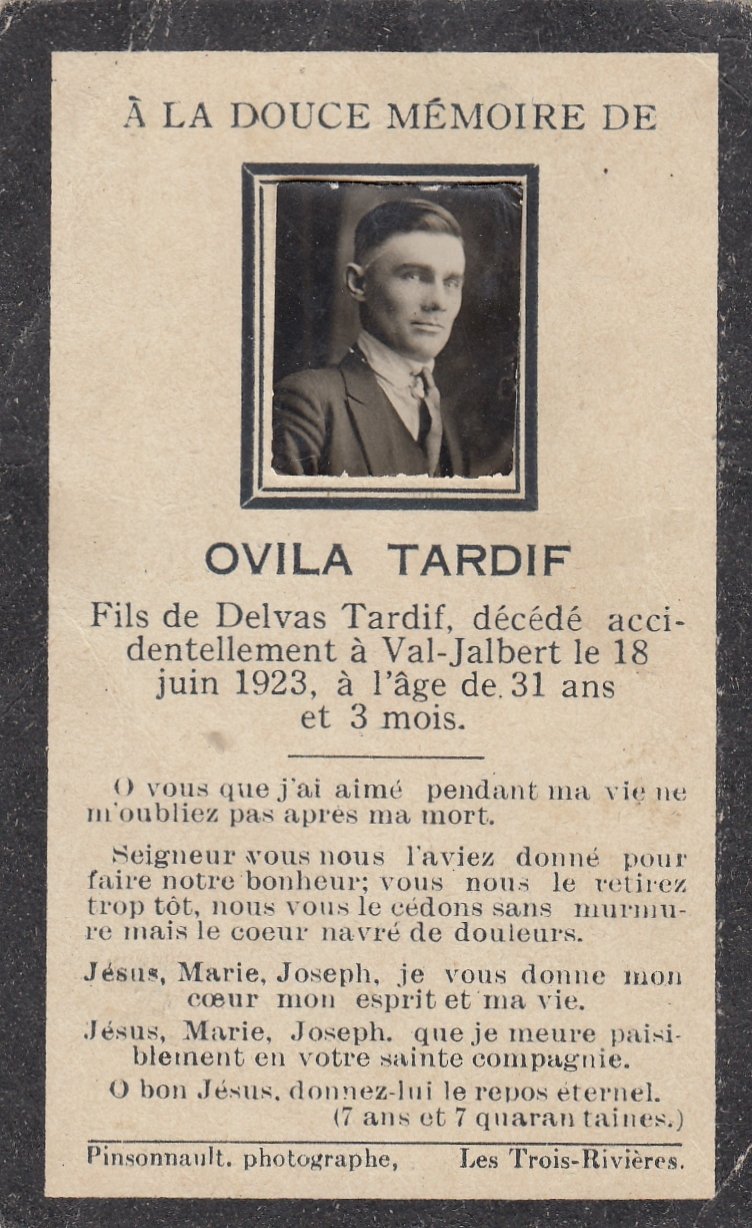 À LA DOUCE MÉMOIRE DE
OVILA TARDIF
Fils de Delvas Tardif, décédé acci-
dentellement à Val-Jalbert le 18
juin 1923, à l'âge de 31 ans
et 3 mois.
O vous que j'ai aimé pendant ma vie ne
m'oubliez pas après ma mort.
Seigneur vous nous l'aviez donné pour
faire notre bonheur; vous nous le retirez
trop tôt, nous vous le cédons sans murmu-
re mais le coeur navré de douleurs.
Jésus, Marie, Joseph, je vous donne mon
cœur mon esprit et ma vie.
Jésus, Marie, Joseph. que je meure paisi-
blement en votre sainte compagnie.
O bon Jésus, donnez-lui le repos éternel.
(7 ans et 7 quaran taines.)
Pinsonnault. photographe, Les Trois-Rivières.